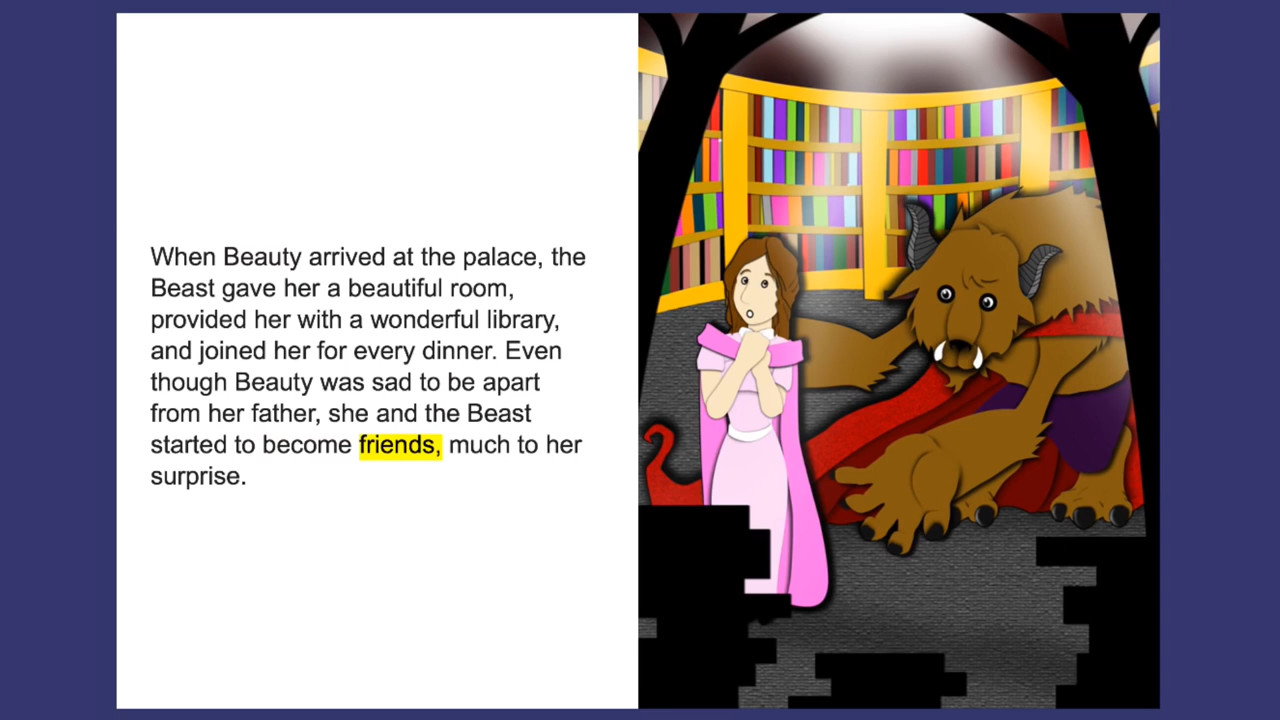 When Beauty arrived at the palace, the
Beast gave her a beautiful room,
provided her with a wonderful library,
and joined her for every dinner. Even
though Beauty was sad to be apart
from her father, she and the Beast
started to become friends, much to her
surprise.